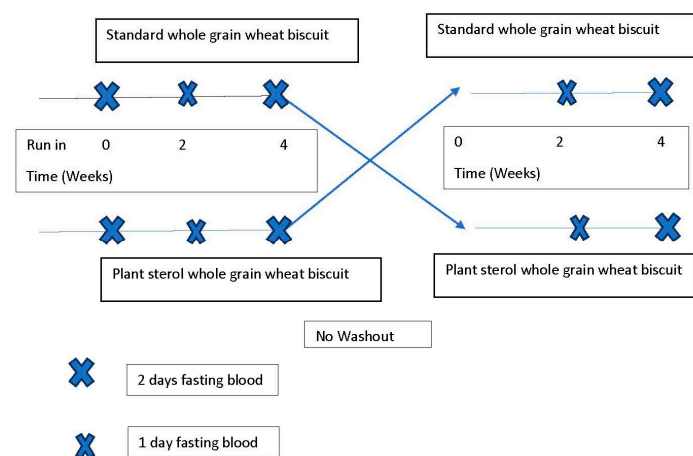 Standard whole grain wheat biscuit
Standard whole grain wheat biscuit
Run in 0 2 4
Time (Weeks)
0 2 4
Time (Weeks)
Plant sterol whole grain wheat biscuit
Plant sterol whole grain wheat biscuit
No Washout
2 days fasting blood
1 day fasting blood